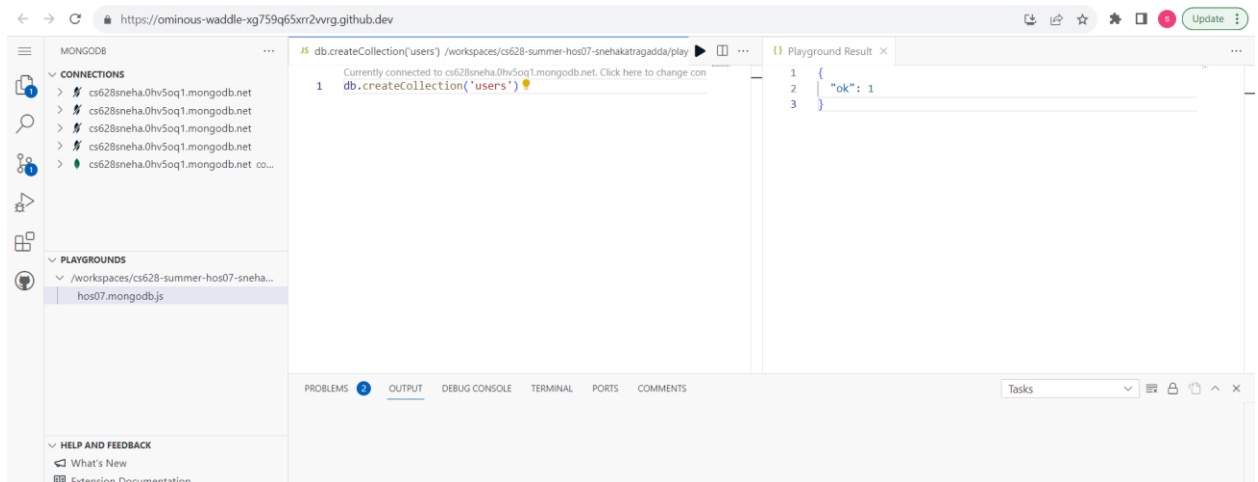 https://ominous-waddle-xg759q65xrr2vvrg.github.dev
S
Update
MONGODB
CONNECTIONS
cs628sneha.0hv5oq1.mongodb.net
cs628sneha.0hv5oq1.mongodb.net
cs628sneha.0hv5oq1.mongodb.net
cs628sneha.0hv5oq1.mongodb.net
cs628sneha.0hv5oq1.mongodb.net co...
1
1
PLAYGROUNDS
/workspaces/cs628-summer-hos07-sneha...
hos07.mongodb.js
HELP AND FEEDBACK
What's New
Extension Documentation
JS db.createCollection('users') /workspaces/cs628-summer-hos07-snehakatragadda/play
Currently connected to cs628sneha.0hv5oq1.mongodb.net. Click here to change con
1 db.createCollection('users')
{} Playground Result
1 {
2 "ok": 1
3 }
PROBLEMS 2 OUTPUT DEBUG CONSOLE TERMINAL PORTS COMMENTS
Tasks